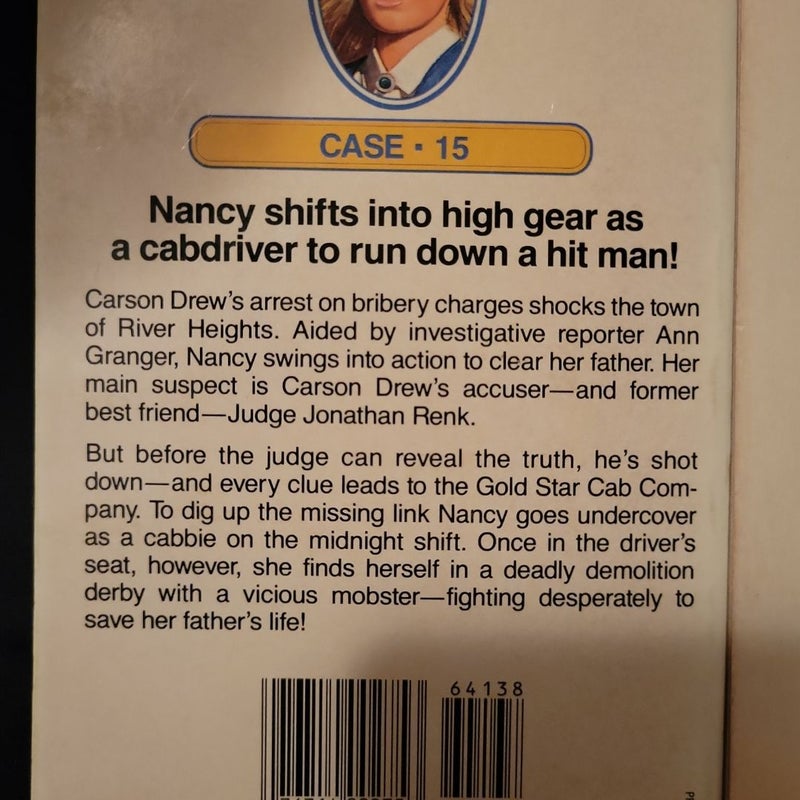 CASE · 15
Nancy shifts into high gear as
a cabdriver to run down a hit man!
Carson Drew's arrest on bribery charges shocks the town
of River Heights. Aided by investigative reporter Ann
Granger, Nancy swings into action to clear her father. Her
main suspect is Carson Drew's accuser—and former
best friend—Judge Jonathan Renk.
But before the judge can reveal the truth, he's shot
down—and every clue leads to the Gold Star Cab Com-
pany. To dig up the missing link Nancy goes undercover
as a cabbie on the midnight shift. Once in the driver's
seat, however, she finds herself in a deadly demolition
derby with a vicious mobster—fighting desperately to
save her father's life!
64138